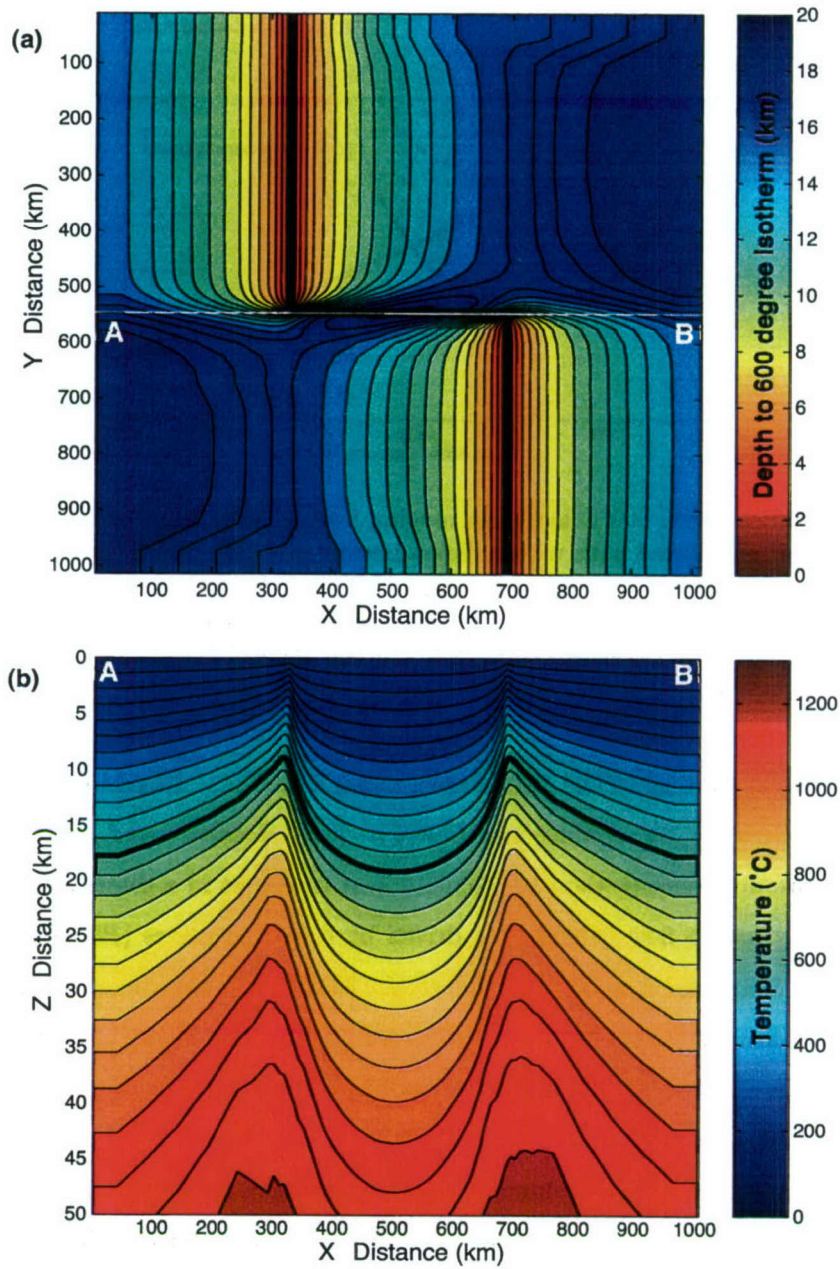 (a)
100
200
300
400
500
600
700
800
900
1000
Y Distance (km)
A
B
100 200 300 400 500 600 700 800 900 1000
X Distance (km)
20
18
16
14
12
10
8
6
4
2
0
Depth to 600 degree Isotherm (km)
(b)
A
B
0
5
10
15
20
25
30
35
40
45
50
Z Distance (km)
100 200 300 400 500 600 700 800 900 1000
X Distance (km)
1200
1000
800
600
400
200
0
Temperature (°C)